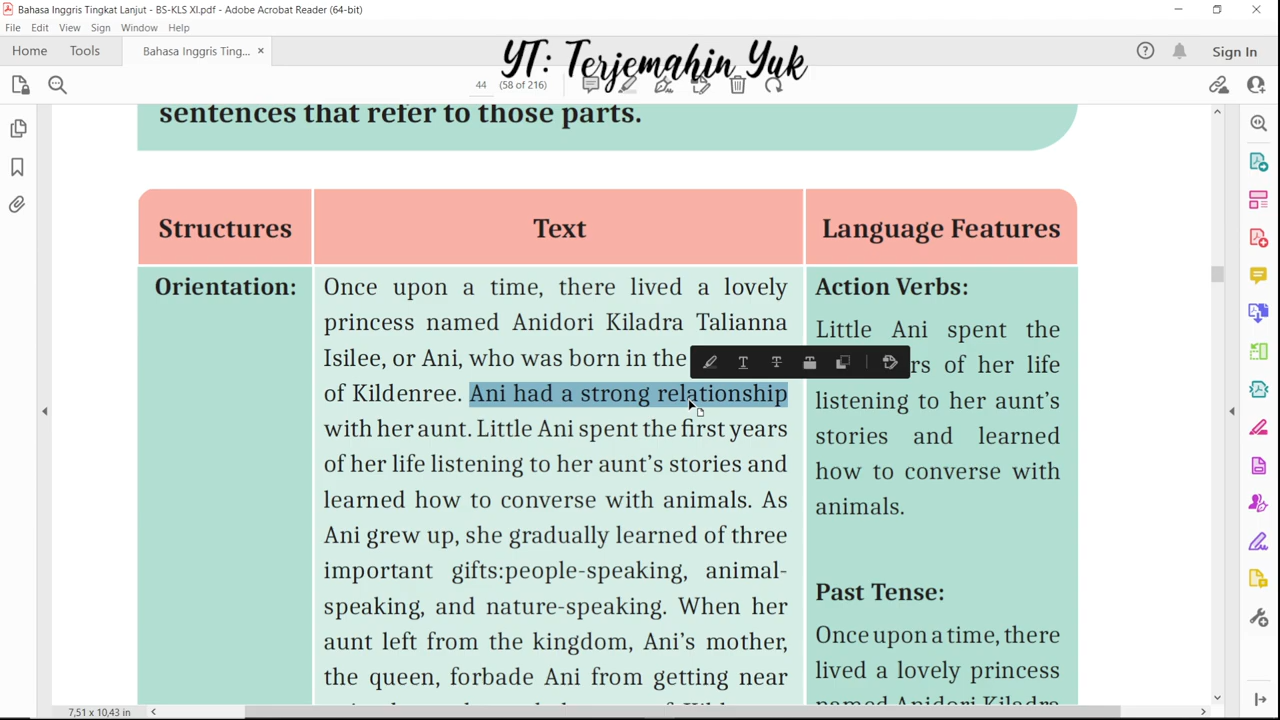 Bahasa Inggris Tingkat Lanjut - BS-KLS XI.pdf - Adobe Acrobat Reader (64-bit)
File Edit View Sign Window Help
Home Tools Bahasa Inggris Ting... × Sign In
YT: Terjemahin Yuk
44 (58 of 216)
sentences that refer to those parts.
Structures Text Language Features
Orientation:
Once upon a time, there lived a lovely
princess named Anidori Kiladra Talianna
Isilee, or Ani, who was born in the
of Kildenree. Ani had a strong relationship
with her aunt. Little Ani spent the first years
of her life listening to her aunt's stories and
learned how to converse with animals. As
Ani grew up, she gradually learned of three
important gifts:people-speaking, animal-
speaking, and nature-speaking. When her
aunt left from the kingdom, Ani's mother,
the queen, forbade Ani from getting near
Action Verbs:
Little Ani spent the
rs of her life
listening to her aunt's
stories and learned
how to converse with
animals.
Past Tense:
Once upon a time, there
lived a lovely princess
named Anidori Kiladra
7,51 x 10,43 in